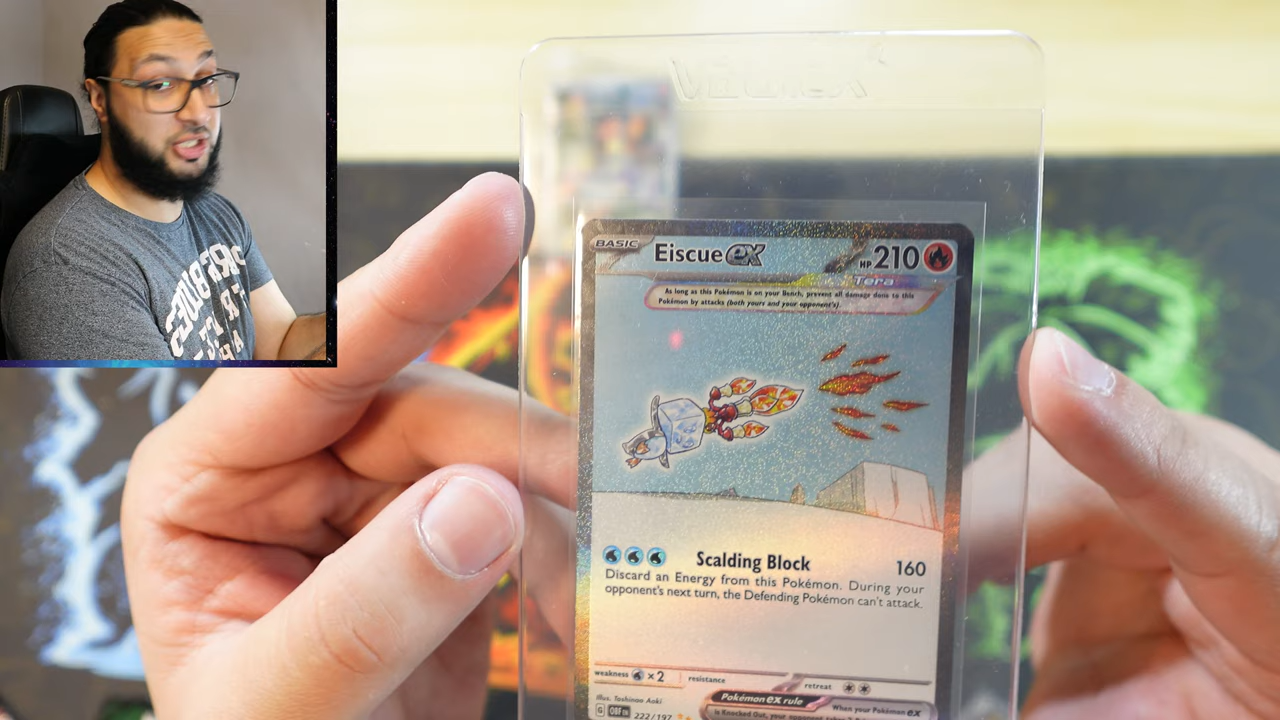 BASIC
Eiscue ex
HP 210
Tera
As long as this Pokémon is on your Bench, prevent all damage done to this
Pokémon by attacks (both yours and your opponent's).
Scalding Block 160
Discard an Energy from this Pokémon. During your
opponent's next turn, the Defending Pokémon can't attack.
weakness ×2 resistance retreat
Illus. Toshinao Aoki
Pokémon ex rule
When your Pokémon ex
G OBF EN 222/197
is Knocked Out, your opponent takes 2